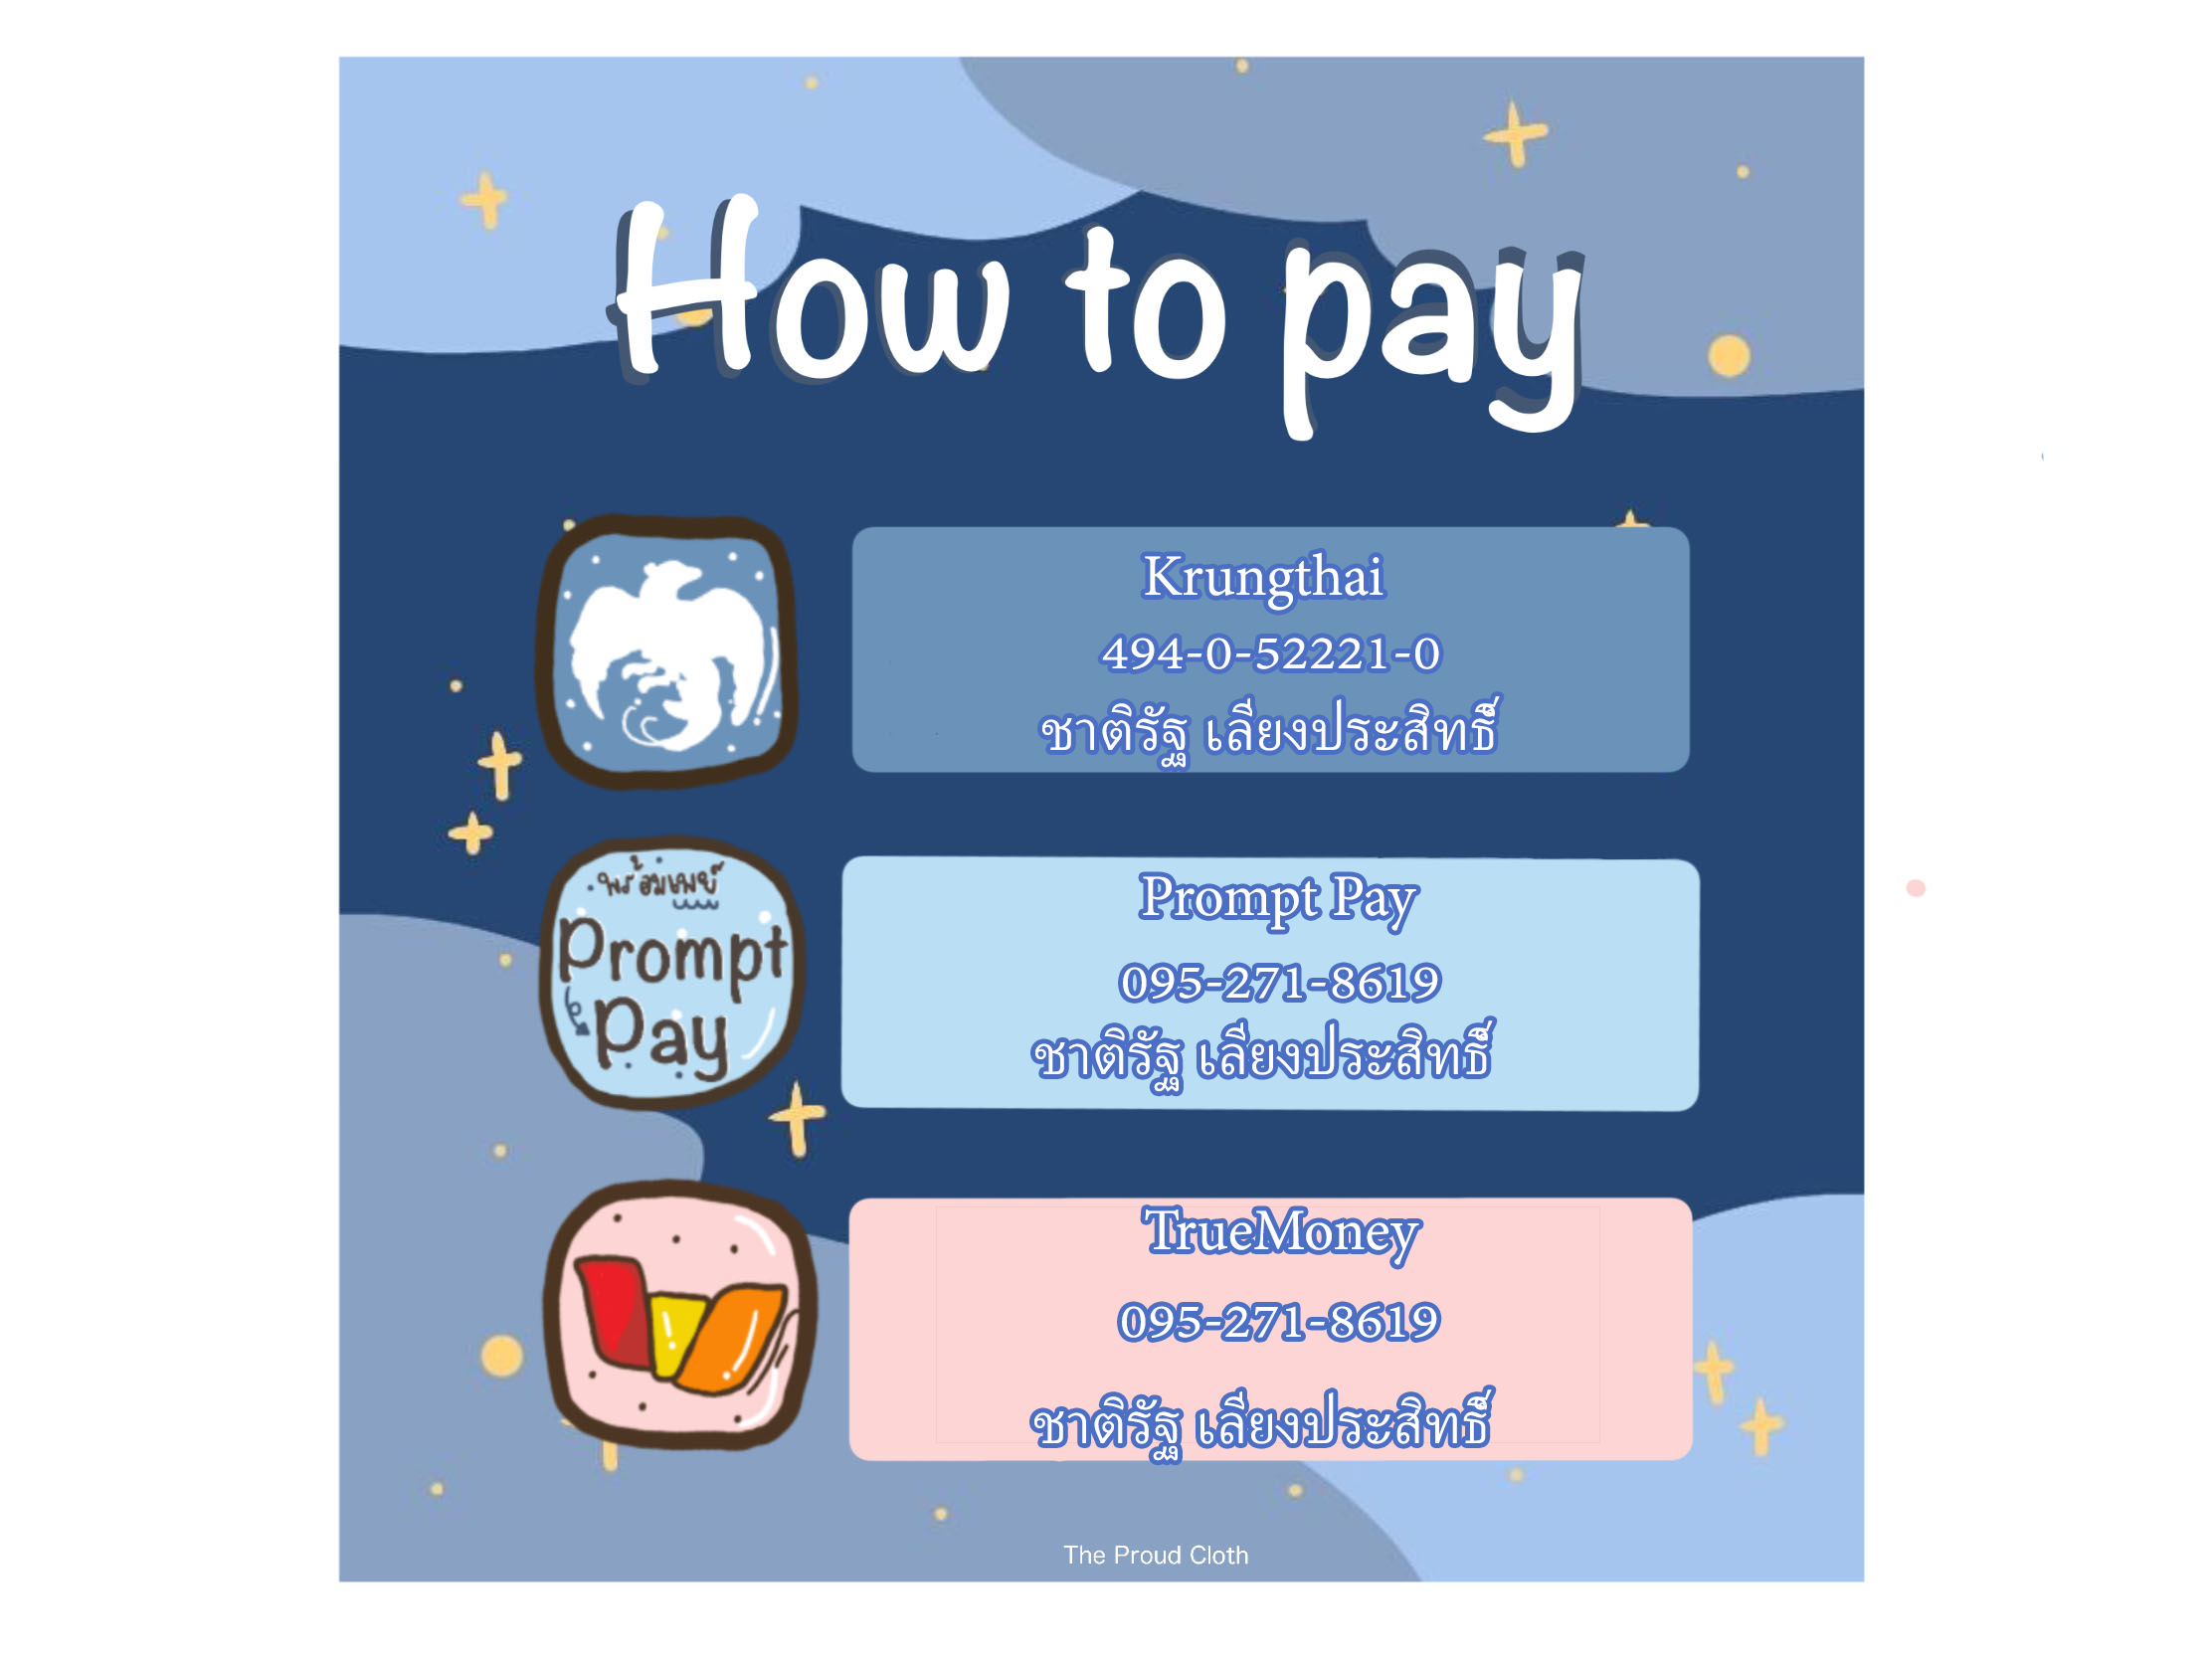 How to pay
Krungthai
494-0-52221-0
ชาติรัฐ เลี่ยงประสิทธิ์
พร้อมเพย์
Prompt
Pay
Prompt Pay
095-271-8619
ชาติรัฐ เลี่ยงประสิทธิ์
TrueMoney
095-271-8619
ชาติรัฐ เลี่ยงประสิทธิ์
The Proud Cloth